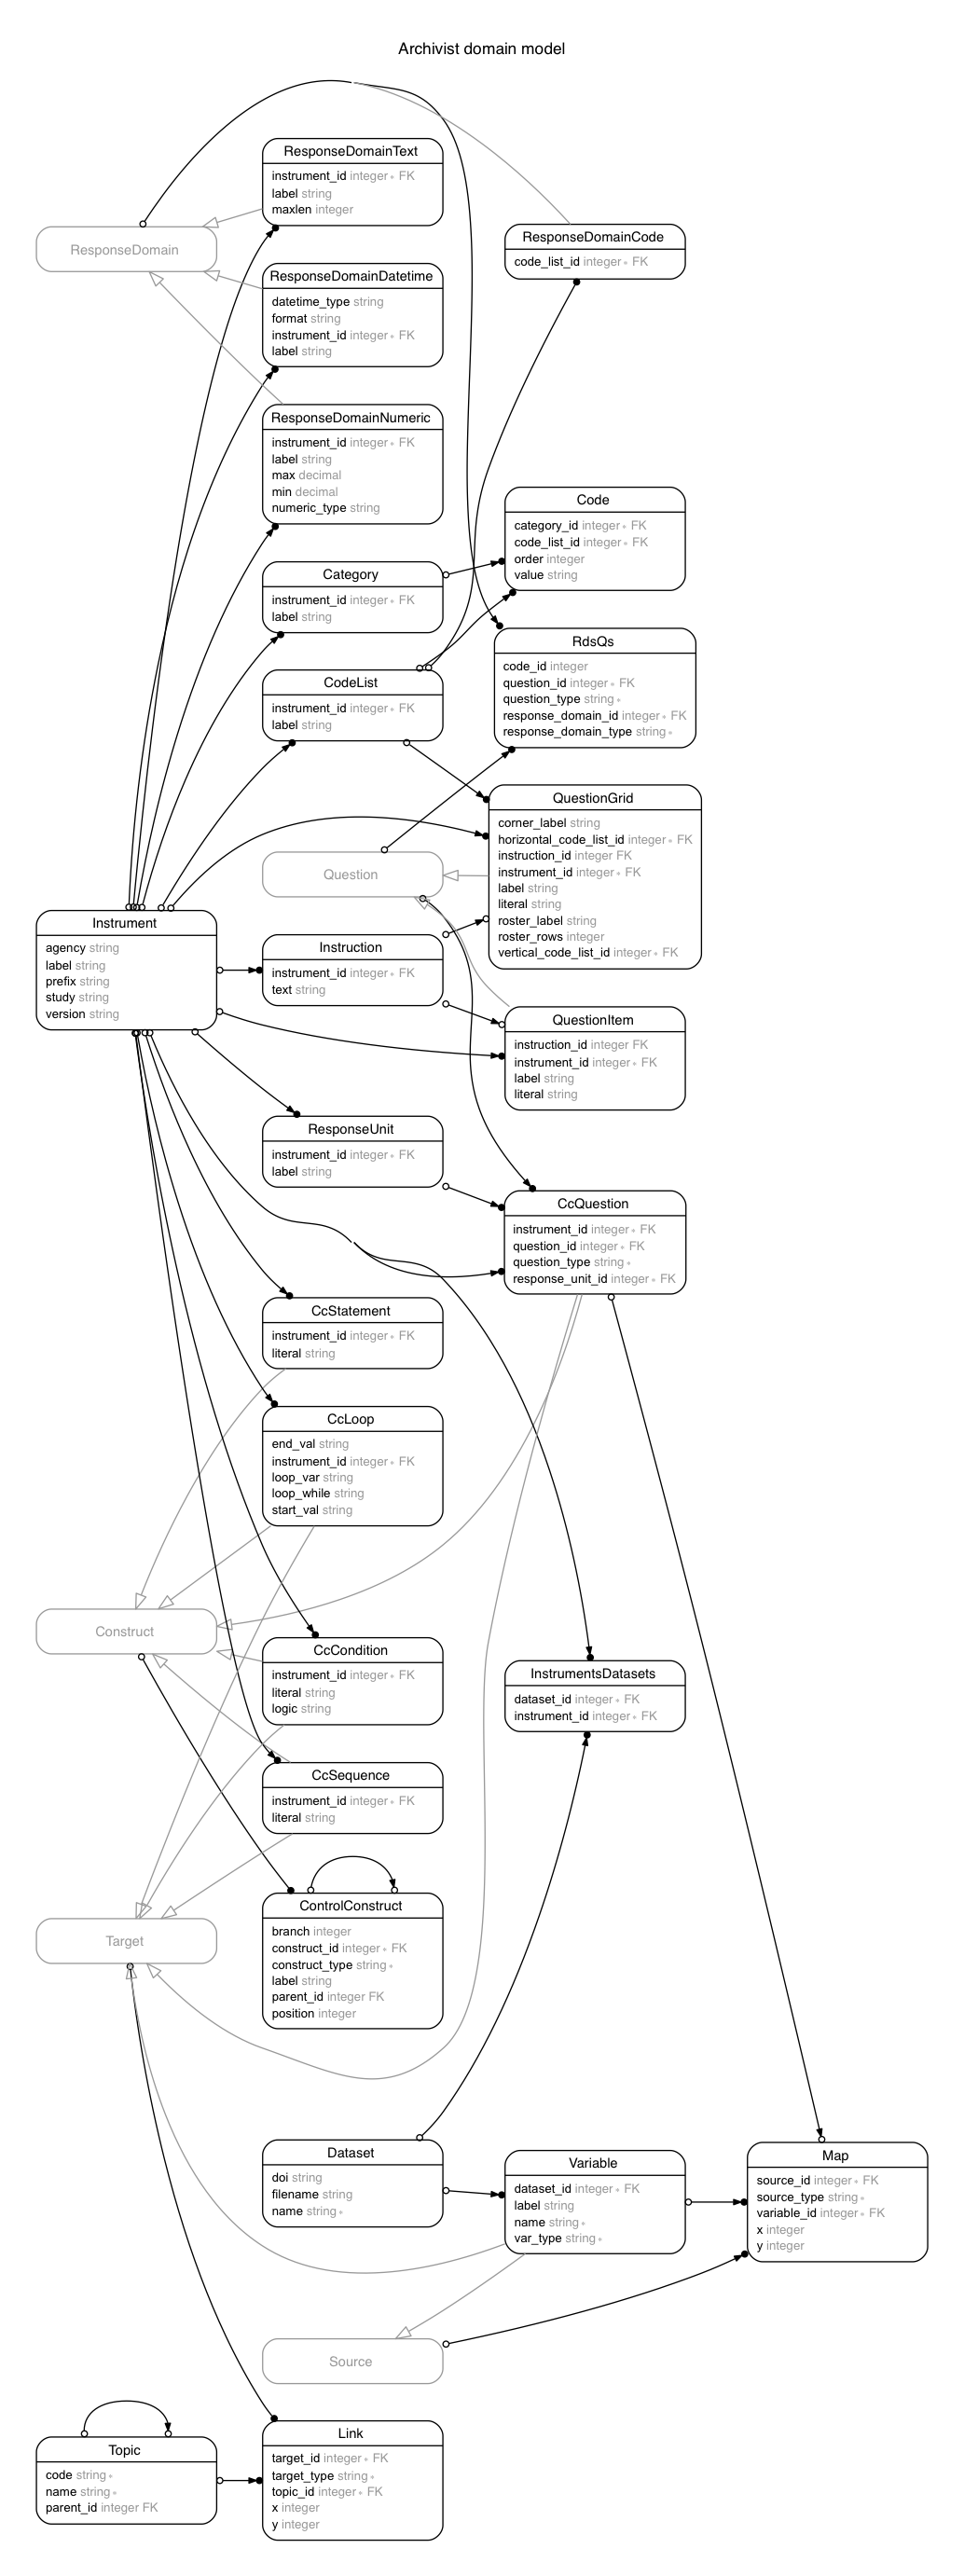 Archivist domain model
ResponseDomainText
instrument_id integer∗ FK
label string
maxlen integer
ResponseDomain
ResponseDomainCode
code_list_id integer∗ FK
ResponseDomainDatetime
datetime_type string
format string
instrument_id integer∗ FK
label string
ResponseDomainNumeric
instrument_id integer∗ FK
label string
max decimal
min decimal
numeric_type string
Code
category_id integer∗ FK
code_list_id integer∗ FK
order integer
value string
Category
instrument_id integer∗ FK
label string
RdsQs
code_id integer
question_id integer∗ FK
question_type string∗
response_domain_id integer∗ FK
response_domain_type string∗
CodeList
instrument_id integer∗ FK
label string
QuestionGrid
corner_label string
horizontal_code_list_id integer∗ FK
instruction_id integer FK
instrument_id integer∗ FK
label string
literal string
roster_label string
roster_rows integer
vertical_code_list_id integer∗ FK
Question
Instrument
agency string
label string
prefix string
study string
version string
Instruction
instrument_id integer∗ FK
text string
QuestionItem
instruction_id integer FK
instrument_id integer∗ FK
label string
literal string
ResponseUnit
instrument_id integer∗ FK
label string
CcQuestion
instrument_id integer∗ FK
question_id integer∗ FK
question_type string∗
response_unit_id integer∗ FK
CcStatement
instrument_id integer∗ FK
literal string
CcLoop
end_val string
instrument_id integer∗ FK
loop_var string
loop_while string
start_val string
Construct
CcCondition
instrument_id integer∗ FK
literal string
logic string
InstrumentsDatasets
dataset_id integer∗ FK
instrument_id integer∗ FK
CcSequence
instrument_id integer∗ FK
literal string
Target
ControlConstruct
branch integer
construct_id integer∗ FK
construct_type string∗
label string
parent_id integer FK
position integer
Dataset
doi string
filename string
name string∗
Variable
dataset_id integer∗ FK
label string
name string∗
var_type string∗
Map
source_id integer∗ FK
source_type string∗
variable_id integer∗ FK
x integer
y integer
Source
Topic
code string∗
name string∗
parent_id integer FK
Link
target_id integer∗ FK
target_type string∗
topic_id integer∗ FK
x integer
y integer